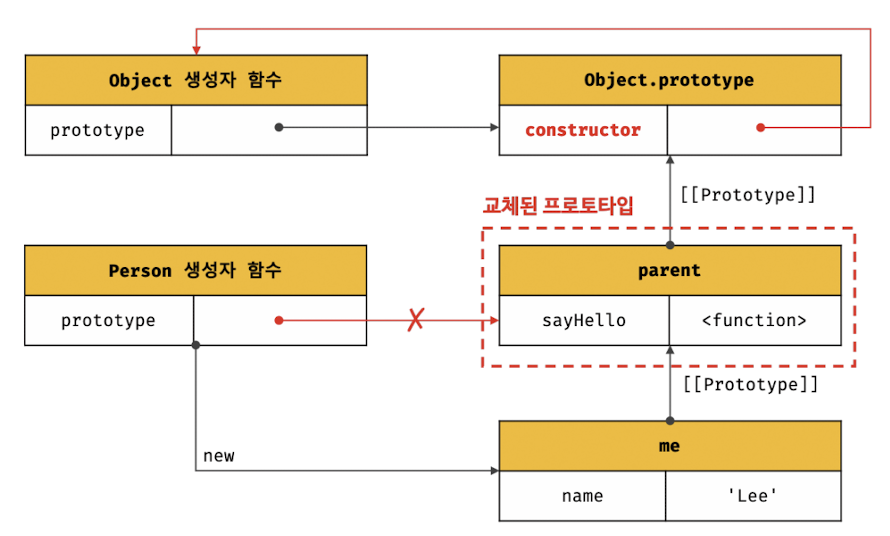 Object 생성자 함수
prototype
Object.prototype
constructor
[[Prototype]]
교체된 프로토타입
Person 생성자 함수
prototype
parent
sayHello
<function>
[[Prototype]]
new
me
name
'Lee'